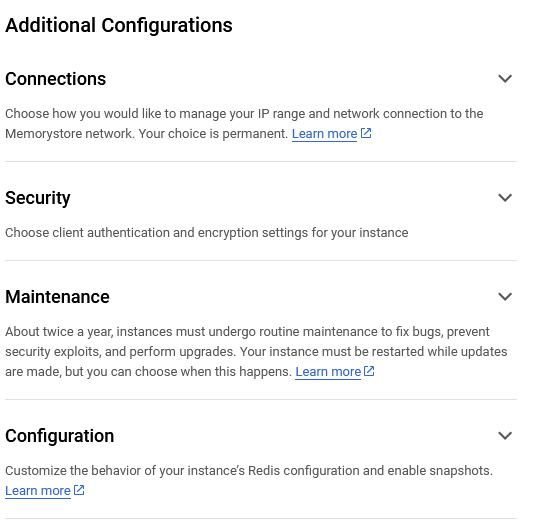 Additional Configurations
Connections
Choose how you would like to manage your IP range and network connection to the
Memorystore network. Your choice is permanent. Learn more
Security
Choose client authentication and encryption settings for your instance
Maintenance
About twice a year, instances must undergo routine maintenance to fix bugs, prevent
security exploits, and perform upgrades. Your instance must be restarted while updates
are made, but you can choose when this happens. Learn more
Configuration
Customize the behavior of your instance’s Redis configuration and enable snapshots.
Learn more